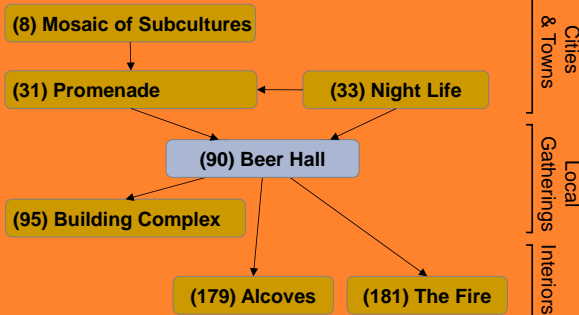 (8) Mosaic of Subcultures
(31) Promenade
(33) Night Life
Cities
& Towns
(90) Beer Hall
(95) Building Complex
Local
Gatherings
(179) Alcoves
(181) The Fire
Interiors